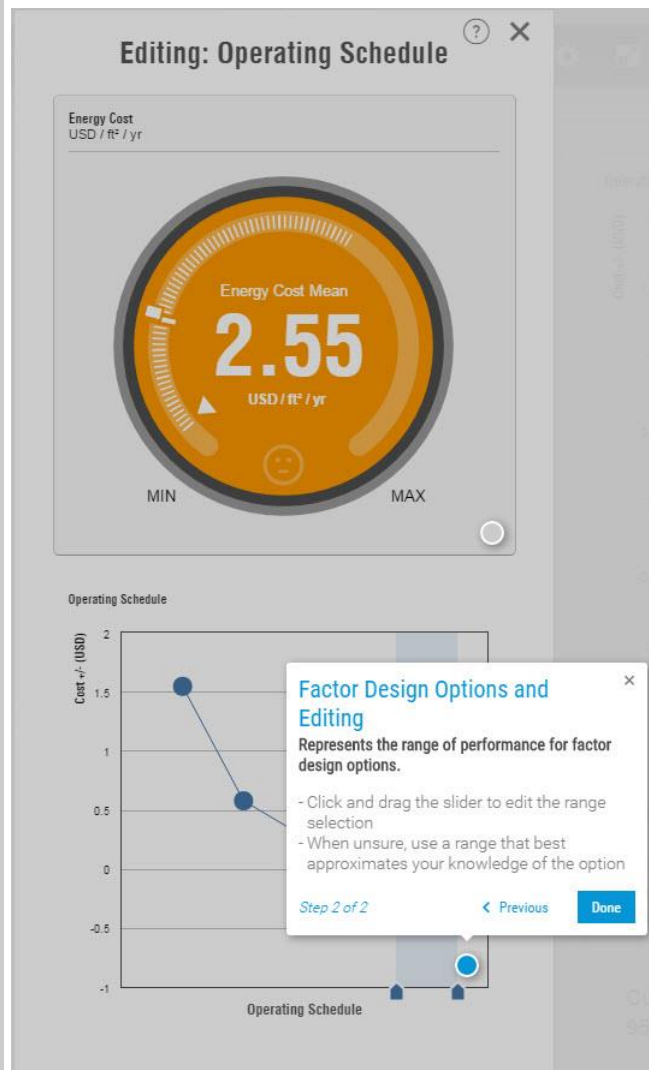 Editing: Operating Schedule
?
Energy Cost
USD / ft² / yr
Energy Cost Mean
2.55
USD / ft² / yr
MIN
MAX
Operating Schedule
Cost +/- (USD)
2
1.5
1
0.5
0
-0.5
-1
Operating Schedule
Factor Design Options and
Editing
Represents the range of performance for factor
design options.
- Click and drag the slider to edit the range
selection
- When unsure, use a range that best
approximates your knowledge of the option
Step 2 of 2
Previous
Done